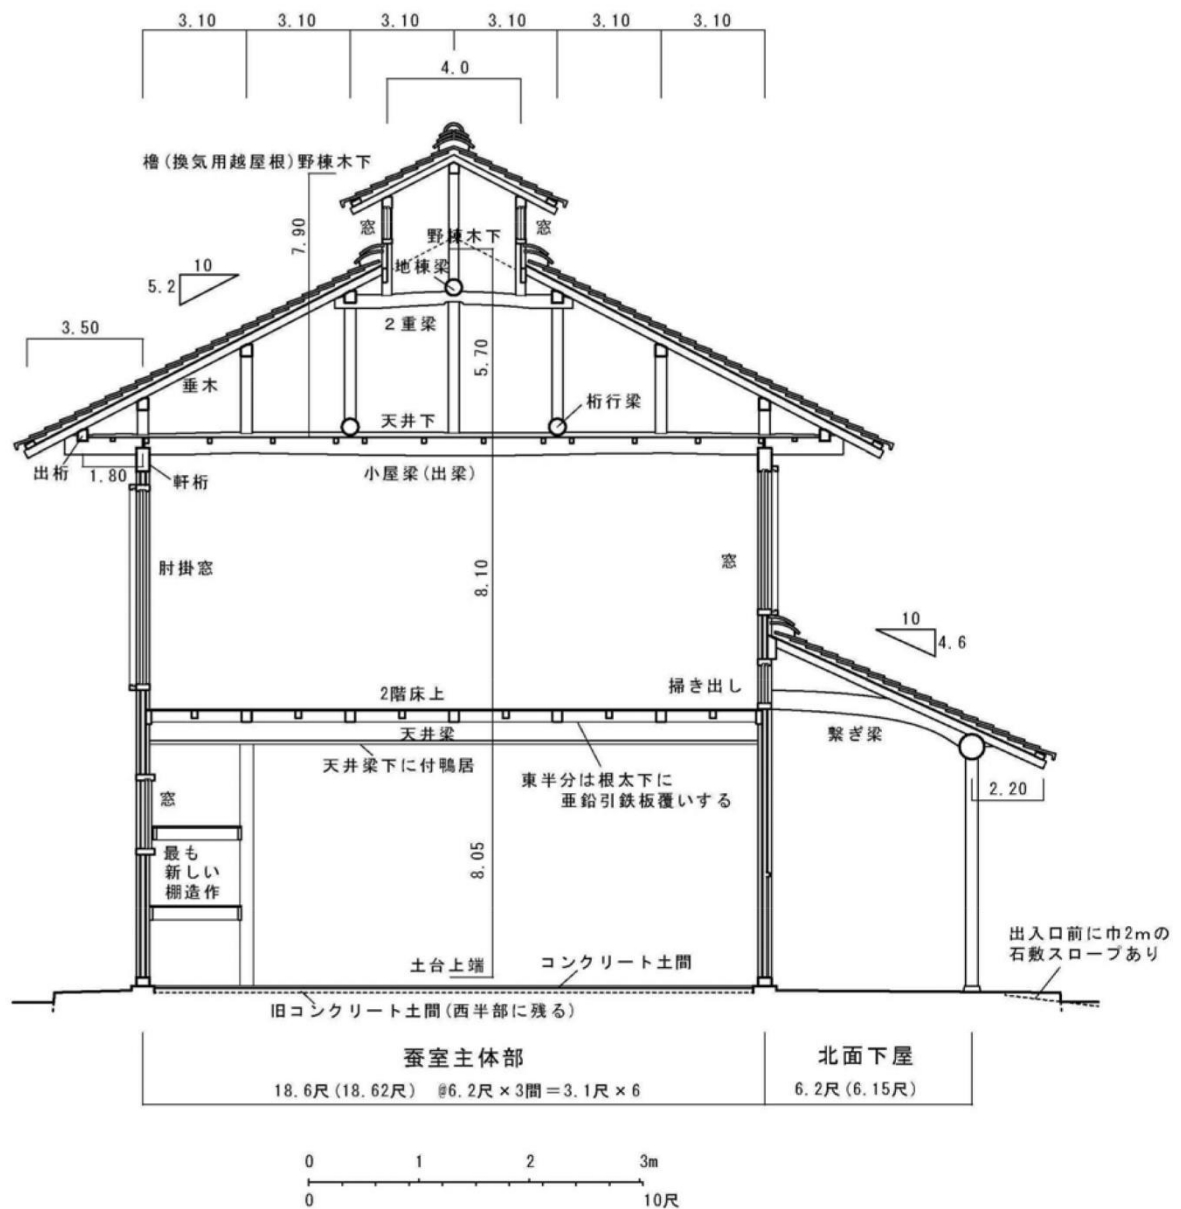 3.10 3.10 3.10 3.10 3.10 3.10
4.0
櫓(換気用越屋根)野棟木下
窓
窓
7.90
野棟木下
10
5.2
地棟梁
3.50
2重梁
5.70
垂木
天井下
桁行梁
出桁
1.80
軒桁
小屋梁(出梁)
肘掛窓
8.10
窓
10
4.6
2階床上
掃き出し
天井梁
繋ぎ梁
天井梁下に付鴨居
東半分は根太下に
亜鉛引鉄板覆いする
2.20
窓
最も
新しい
棚造作
8.05
出入口前に巾2mの
石敷スロープあり
土台上端
コンクリート土間
旧コンクリート土間(西半部に残る)
蚕室主体部
北面下屋
18.6尺(18.62尺) @6.2尺×3間=3.1尺×6
6.2尺(6.15尺)
0 1 2 3m
0 10尺